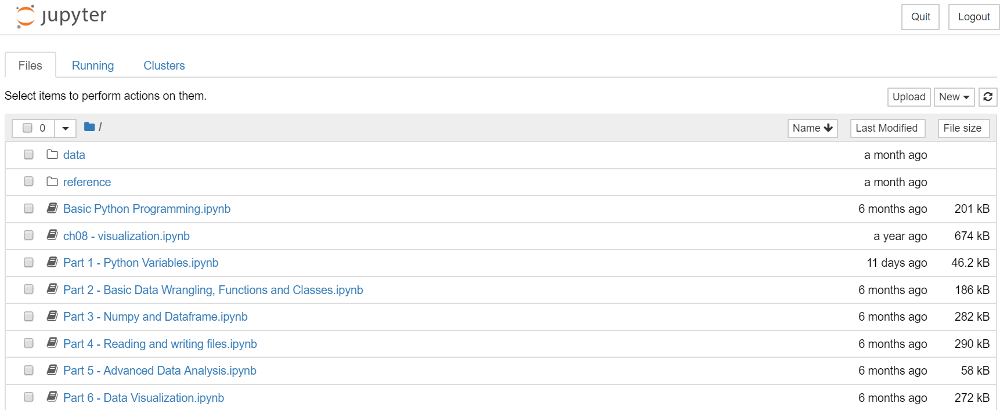 jupyter
Quit Logout
Files Running Clusters
Select items to perform actions on them.
Upload New
0 / Name Last Modified File size
data a month ago
reference a month ago
Basic Python Programming.ipynb 6 months ago 201 kB
ch08 - visualization.ipynb a year ago 674 kB
Part 1 - Python Variables.ipynb 11 days ago 46.2 kB
Part 2 - Basic Data Wrangling, Functions and Classes.ipynb 6 months ago 186 kB
Part 3 - Numpy and Dataframe.ipynb 6 months ago 282 kB
Part 4 - Reading and writing files.ipynb 6 months ago 290 kB
Part 5 - Advanced Data Analysis.ipynb 6 months ago 58 kB
Part 6 - Data Visualization.ipynb 6 months ago 272 kB